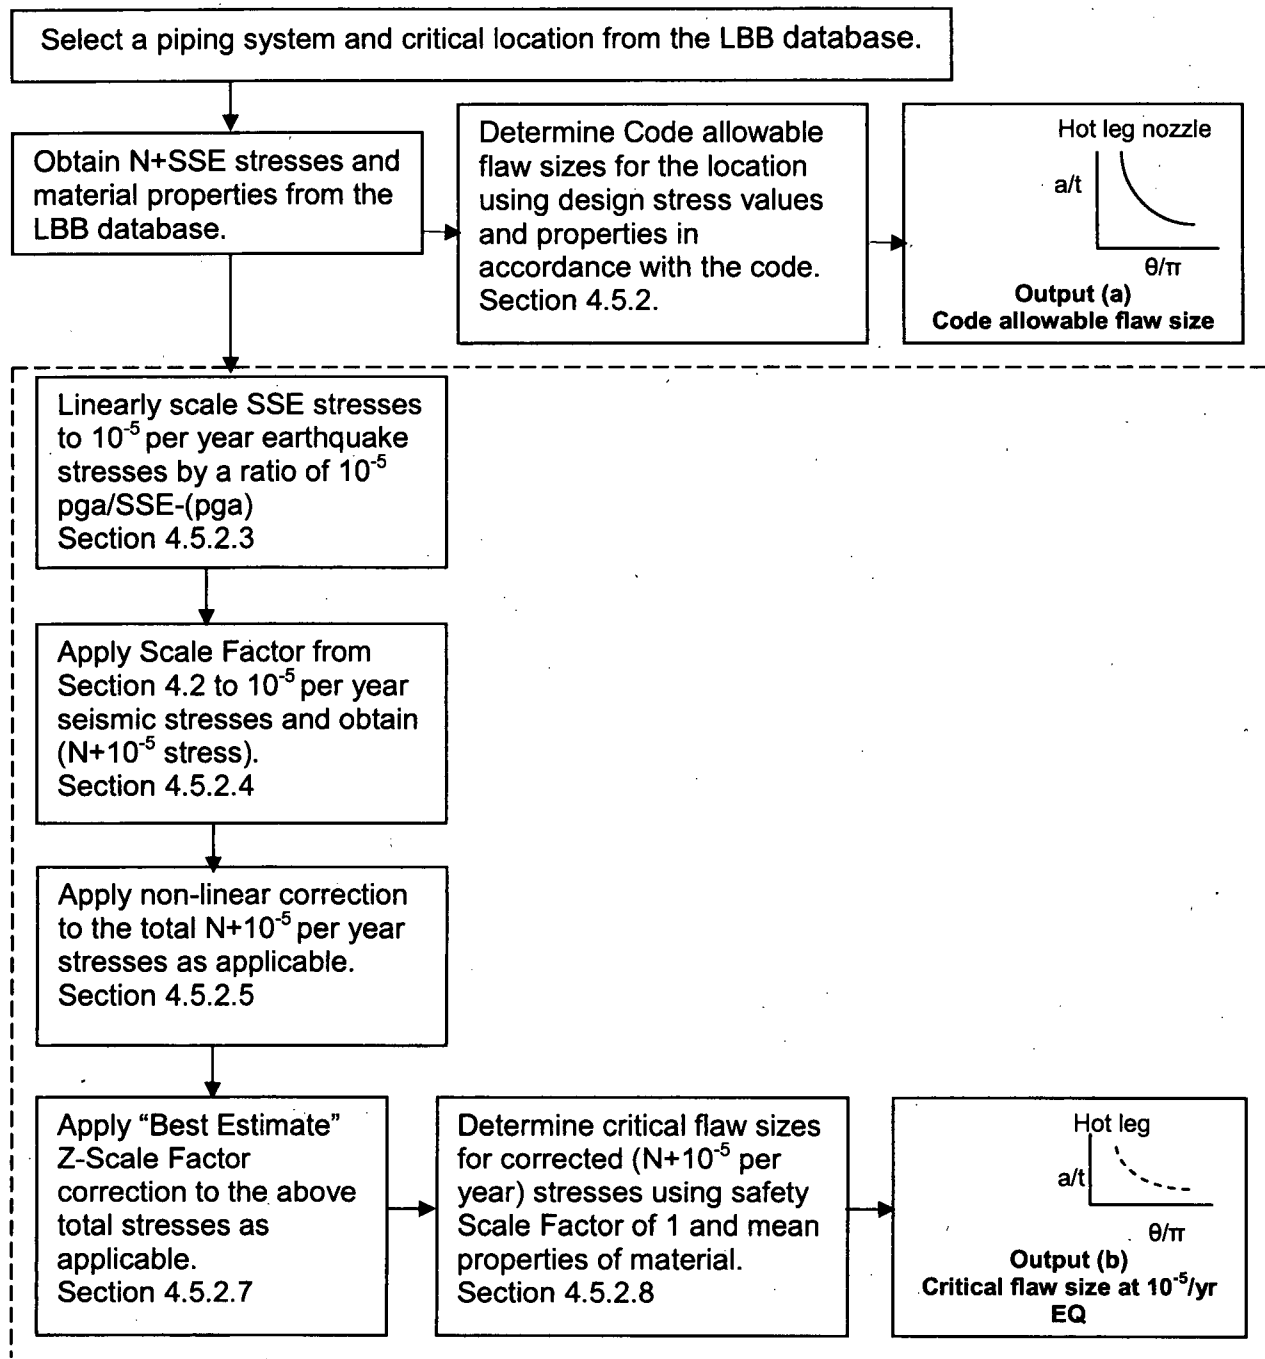 Select a piping system and critical location from the LBB database.
Obtain N+SSE stresses and
material properties from the
LBB database.
Determine Code allowable
flaw sizes for the location
using design stress values
and properties in
accordance with the code.
Section 4.5.2.
Hot leg nozzle
a/t
θ/π
Output (a)
Code allowable flaw size
Linearly scale SSE stresses
to 10⁻⁵ per year earthquake
stresses by a ratio of 10⁻⁵
pga/SSE-(pga)
Section 4.5.2.3
Apply Scale Factor from
Section 4.2 to 10⁻⁵ per year
seismic stresses and obtain
(N+10⁻⁵ stress).
Section 4.5.2.4
Apply non-linear correction
to the total N+10⁻⁵ per year
stresses as applicable.
Section 4.5.2.5
Apply “Best Estimate”
Z-Scale Factor
correction to the above
total stresses as
applicable.
Section 4.5.2.7
Determine critical flaw sizes
for corrected (N+10⁻⁵ per
year) stresses using safety
Scale Factor of 1 and mean
properties of material.
Section 4.5.2.8
Hot leg
a/t
θ/π
Output (b)
Critical flaw size at 10⁻⁵/yr
EQ